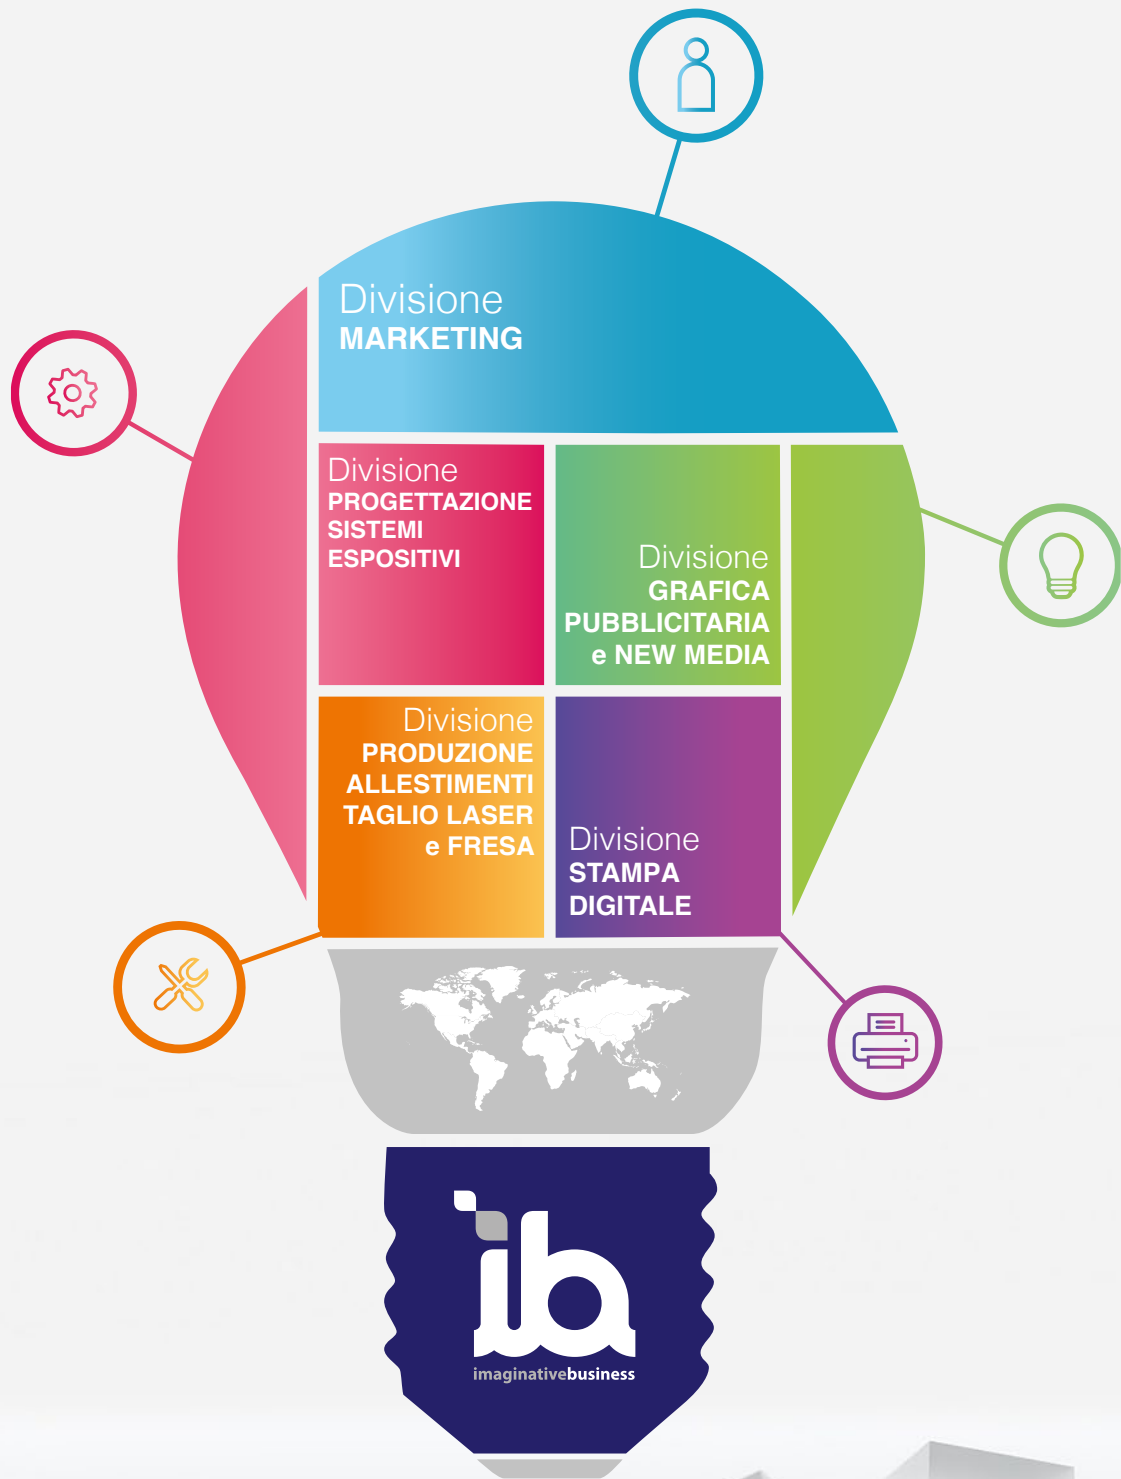 Divisione
MARKETING
Divisione
PROGETTAZIONE
SISTEMI
ESPOSITIVI
Divisione
GRAFICA
PUBBLICITARIA
e NEW MEDIA
Divisione
PRODUZIONE
ALLESTIMENTI
TAGLIO LASER
e FRESA
Divisione
STAMPA
DIGITALE
iba
imaginativebusiness